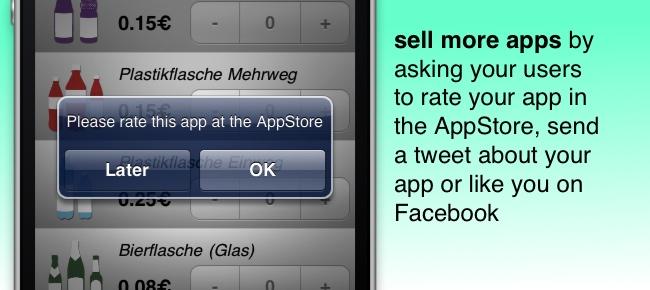 0.15€ - 0 +
Plastikflasche Mehrweg
0.15€
Please rate this app at the AppStore
Plastikflasche Einweg
Later OK
0.25€ 0 +
Bierflasche (Glas)
0.08€ - 0 +
sell more apps by
asking your users
to rate your app in
the AppStore, send
a tweet about your
app or like you on
Facebook